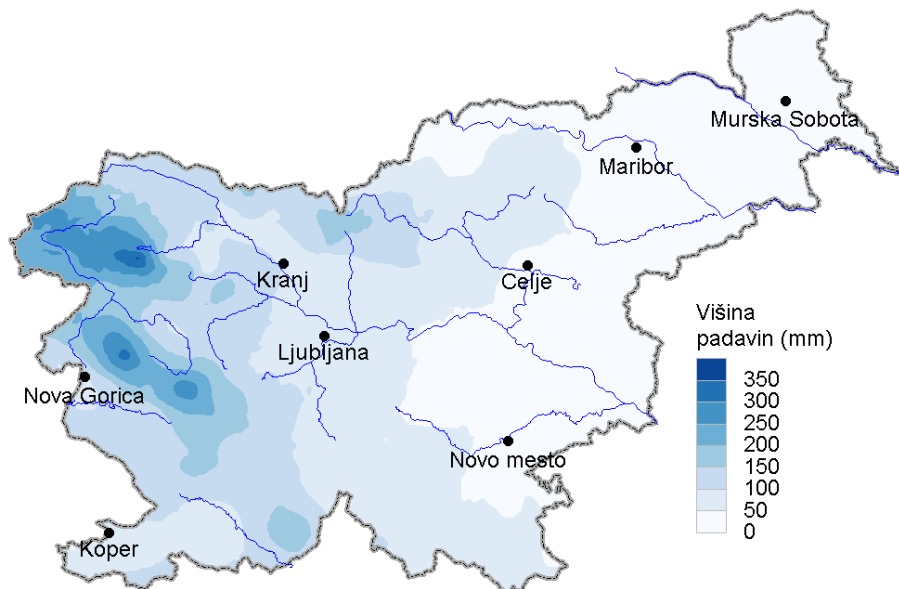 Murska Sobota
Maribor
Kranj
Celje
Ljubljana
Nova Gorica
Novo mesto
Koper
Višina
padavin (mm)
350
300
250
200
150
100
50
0